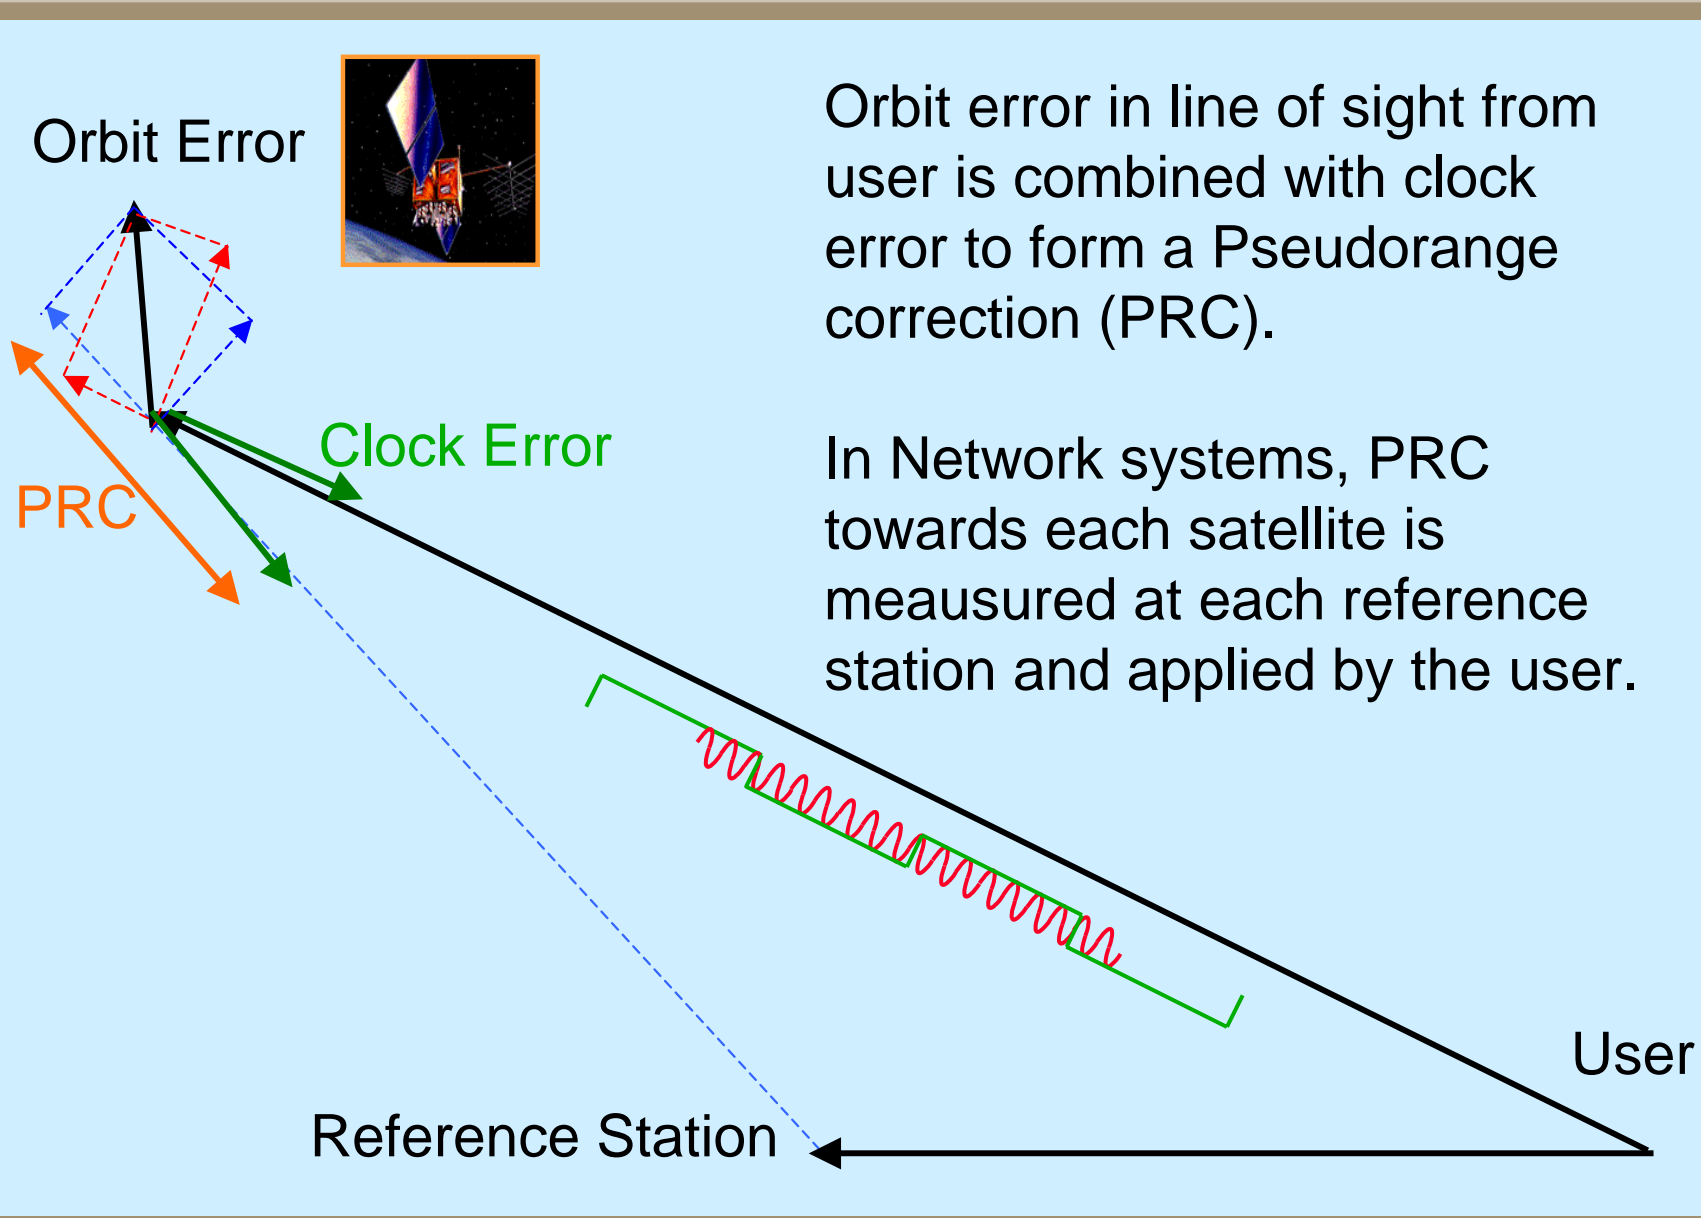 Orbit Error
Orbit error in line of sight from
user is combined with clock
error to form a Pseudorange
correction (PRC).
Clock Error
PRC
In Network systems, PRC
towards each satellite is
meausured at each reference
station and applied by the user.
User
Reference Station